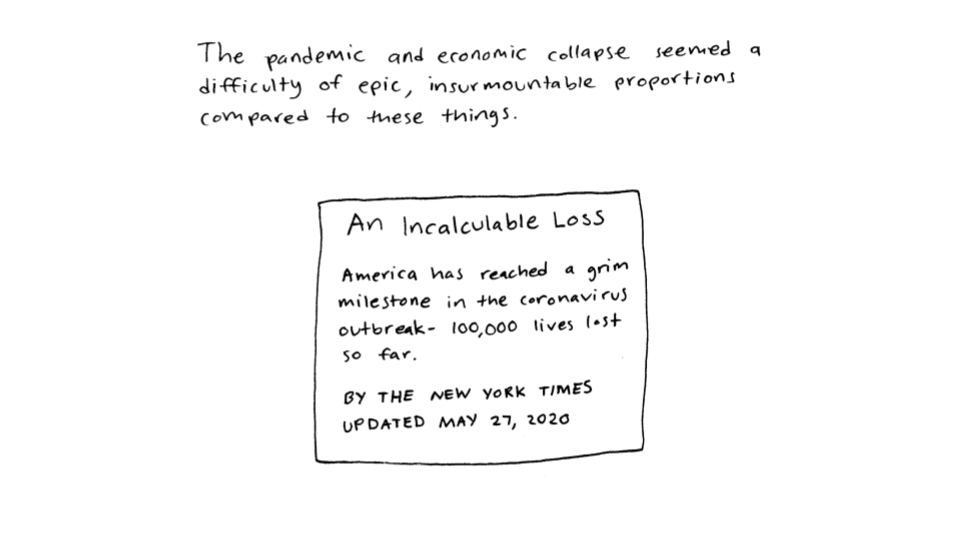 The pandemic and economic collapse seemed a
difficulty of epic, insurmountable proportions
compared to these things.
An Incalculable Loss
America has reached a grim
milestone in the coronavirus
outbreak- 100,000 lives lost
so far.
BY THE NEW YORK TIMES
UPDATED MAY 27, 2020